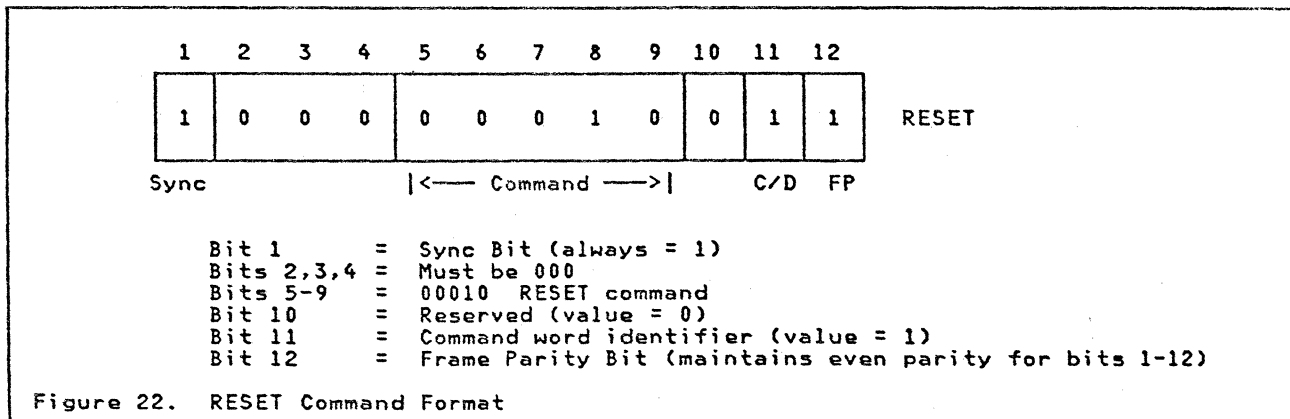 1 2 3 4 5 6 7 8 9 10 11 12
1 0 0 0 0 0 0 1 0 0 1 1 RESET
Sync |<—— Command ——>| C/D FP
Bit 1 = Sync Bit (always = 1)
Bits 2,3,4 = Must be 000
Bits 5-9 = 00010 RESET command
Bit 10 = Reserved (value = 0)
Bit 11 = Command word identifier (value = 1)
Bit 12 = Frame Parity Bit (maintains even parity for bits 1-12)
Figure 22. RESET Command Format